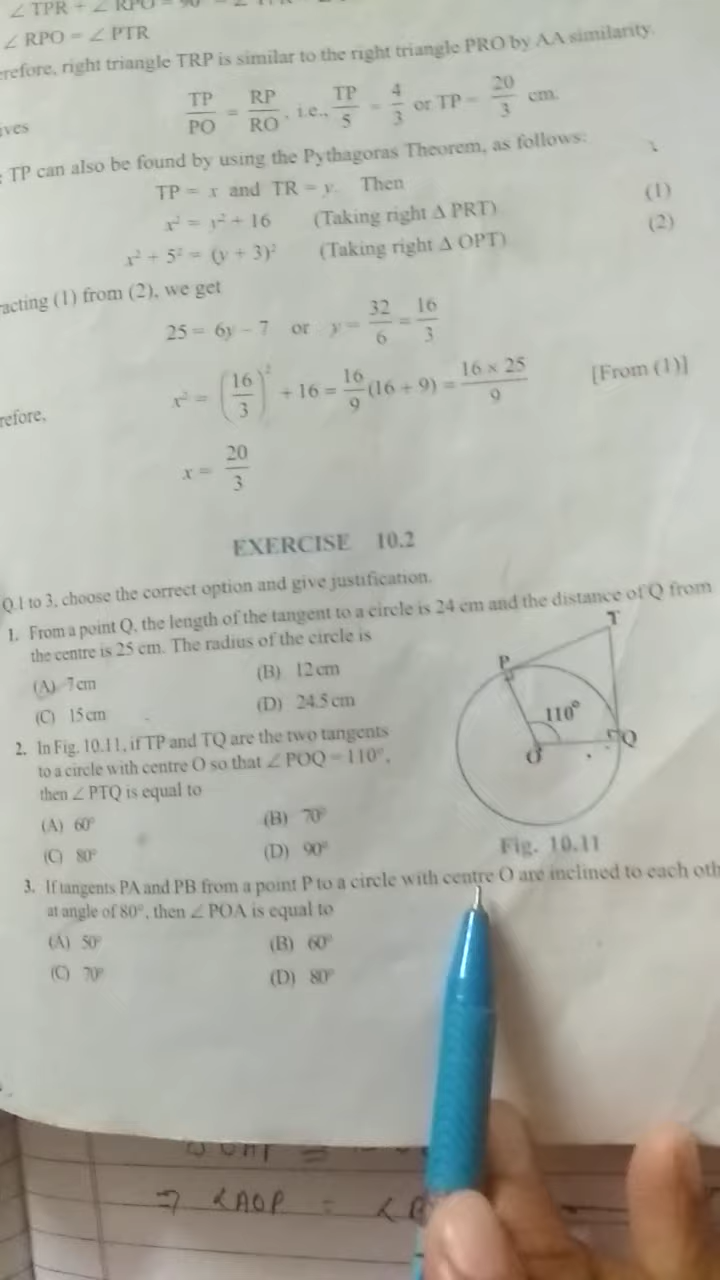 ∠ TPR + ∠ RPO = 90°
∠ RPO = ∠ PTR
erefore, right triangle TRP is similar to the right triangle PRO by AA similarity.
ives TP/PO = RP/RO, i.e., TP/5 = 4/3 or TP = 20/3 cm.
: TP can also be found by using the Pythagoras Theorem, as follows:
TP = x and TR = y. Then
x² = y² + 16 (Taking right Δ PRT) (1)
x² + 5² = (y + 3)² (Taking right Δ OPT) (2)
racting (1) from (2), we get
25 = 6y – 7 or y = 32/6 = 16/3
refore, x² = (16/3)² + 16 = 16/9 (16 + 9) = 16 × 25/9 [From (1)]
x = 20/3
EXERCISE 10.2
Q.1 to 3, choose the correct option and give justification.
1. From a point Q, the length of the tangent to a circle is 24 cm and the distance of Q from
the centre is 25 cm. The radius of the circle is
(A) 7 cm (B) 12 cm
(C) 15 cm (D) 24.5 cm
2. In Fig. 10.11, if TP and TQ are the two tangents
to a circle with centre O so that ∠ POQ = 110°,
then ∠ PTQ is equal to
(A) 60° (B) 70°
(C) 80° (D) 90°
T
P
110°
O
Q
Fig. 10.11
3. If tangents PA and PB from a point P to a circle with centre O are inclined to each oth
at angle of 80°, then ∠ POA is equal to
(A) 50° (B) 60°
(C) 70° (D) 80°
⇒ ∠AOP = ∠